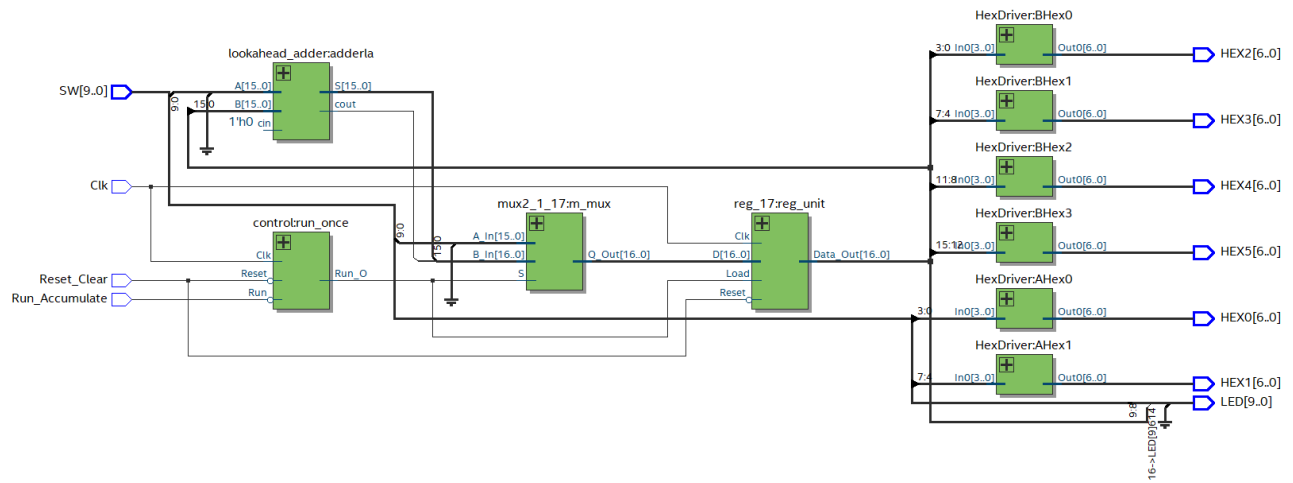 HexDriver:BHex0
3:0 In0[3..0] Out0[6..0] HEX2[6..0]
lookahead_adder:adderla
SW[9..0] 9:0 A[15..0] S[15..0]
15:0 B[15..0] cout
1'h0 cin
HexDriver:BHex1
7:4 In0[3..0] Out0[6..0] HEX3[6..0]
HexDriver:BHex2
Clk 11:8 In0[3..0] Out0[6..0] HEX4[6..0]
control:run_once
Clk
Reset_Clear Reset Run_O
Run_Accumulate Run
mux2_1_17:m_mux
9:0 A_In[15..0]
15:0 B_In[16..0] Q_Out[16..0]
S
reg_17:reg_unit
Clk
D[16..0] Data_Out[16..0]
Load
Reset
HexDriver:BHex3
15:12 In0[3..0] Out0[6..0] HEX5[6..0]
HexDriver:AHex0
3:0 In0[3..0] Out0[6..0] HEX0[6..0]
HexDriver:AHex1
7:4 In0[3..0] Out0[6..0] HEX1[6..0]
LED[9..0]
9:8
16->LED[9]